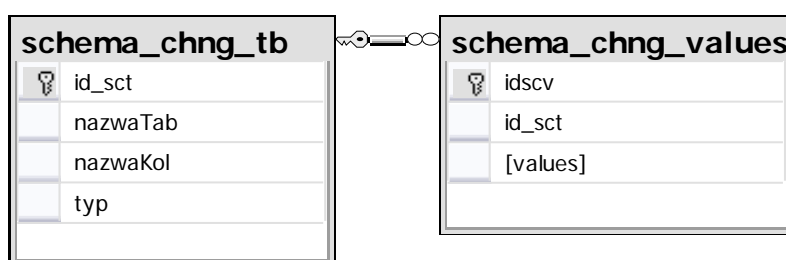 schema_chng_tb
id_sct
nazwaTab
nazwaKol
typ
schema_chng_values
idscv
id_sct
[values]